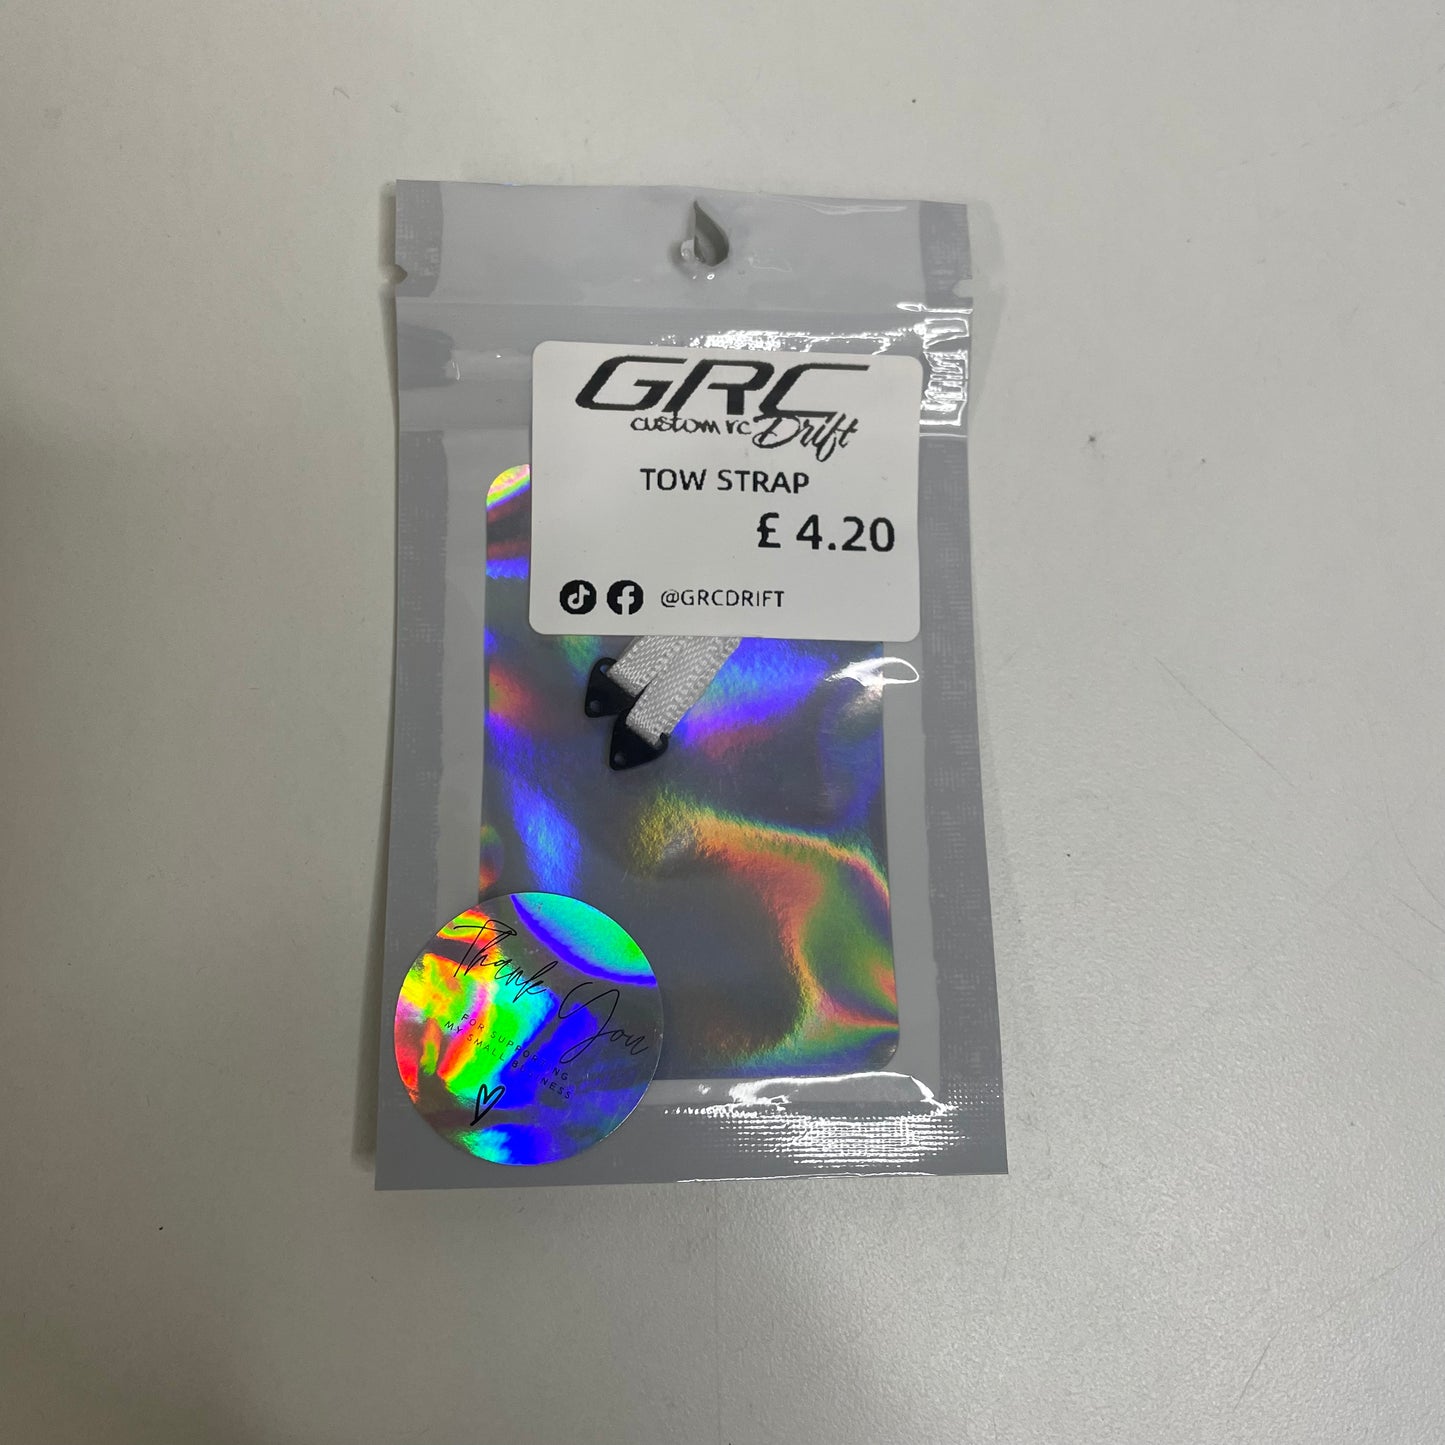 GRC
custom rc Drift
TOW STRAP
£ 4.20
@GRCDRIFT
Thank You
FOR SUPPORTING
MY SMALL BUSINESS